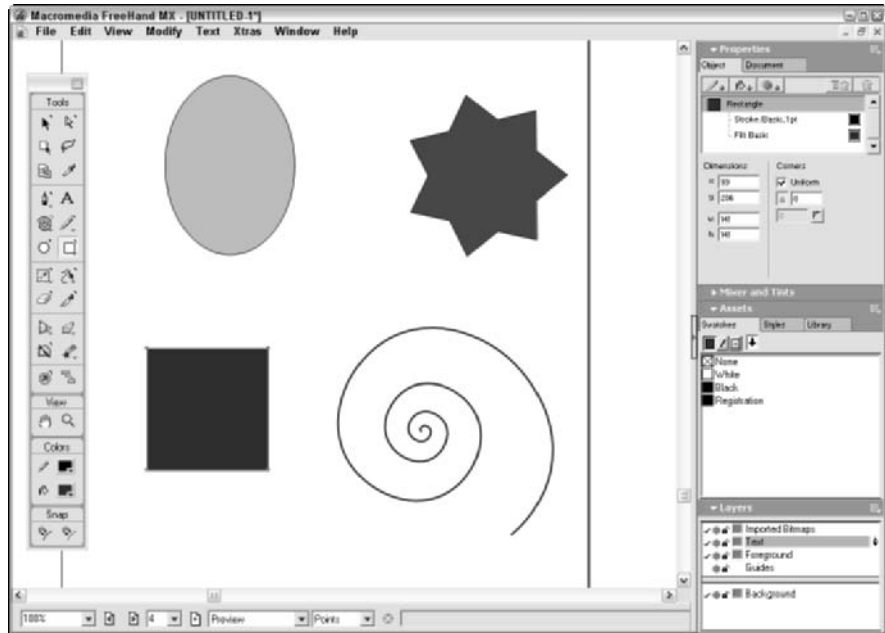 Macromedia FreeHand MX - [UNTITLED-1*]
File Edit View Modify Text Xtras Window Help
Tools
A
View
Colors
Snap
Properties
Object Document
Rectangle
Stroke: Basic, 1pt
Fill: Basic
Dimensions Corners
Uniform
Mixer and Tints
Assets
Swatches Styles Library
None
White
Black
Registration
Layers
Imported Bitmaps
Text
Foreground
Guides
Background
100% 4 Preview Points